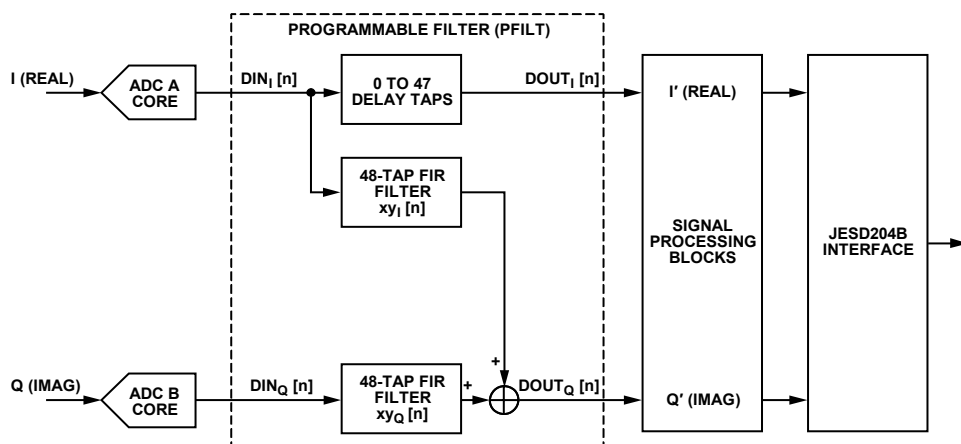 PROGRAMMABLE FILTER (PFILT)
I (REAL)
ADC A
CORE
DINI [n]
0 TO 47
DELAY TAPS
DOUTI [n]
I′ (REAL)
48-TAP FIR
FILTER
xyI [n]
SIGNAL
PROCESSING
BLOCKS
JESD204B
INTERFACE
+
Q (IMAG)
ADC B
CORE
DINQ [n]
48-TAP FIR
FILTER
xyQ [n]
+
DOUTQ [n]
Q′ (IMAG)